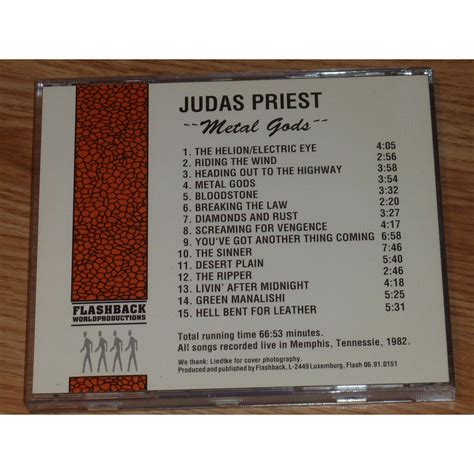 JUDAS PRIEST
~~Metal Gods~~
1. THE HELION/ELECTRIC EYE 4:05
2. RIDING THE WIND 2:56
3. HEADING OUT TO THE HIGHWAY 3:58
4. METAL GODS 3:54
5. BLOODSTONE 3:32
6. BREAKING THE LAW 2:20
7. DIAMONDS AND RUST 3:27
8. SCREAMING FOR VENGENCE 4:17
9. YOU'VE GOT ANOTHER THING COMING 6:58
10. THE SINNER 7:46
11. DESERT PLAIN 5:40
12. THE RIPPER 2:46
13. LIVIN' AFTER MIDNIGHT 4:18
14. GREEN MANALISHI 5:25
15. HELL BENT FOR LEATHER 5:31
Total running time 66:53 minutes.
All songs recorded live in Memphis, Tennessie, 1982.
We thank: Liedlke for cover photography.
Produced and published by Flashback, L-2449 Luxemburg, Flash 06.91.0151
FLASHBACK
WORLDPRODUCTIONS